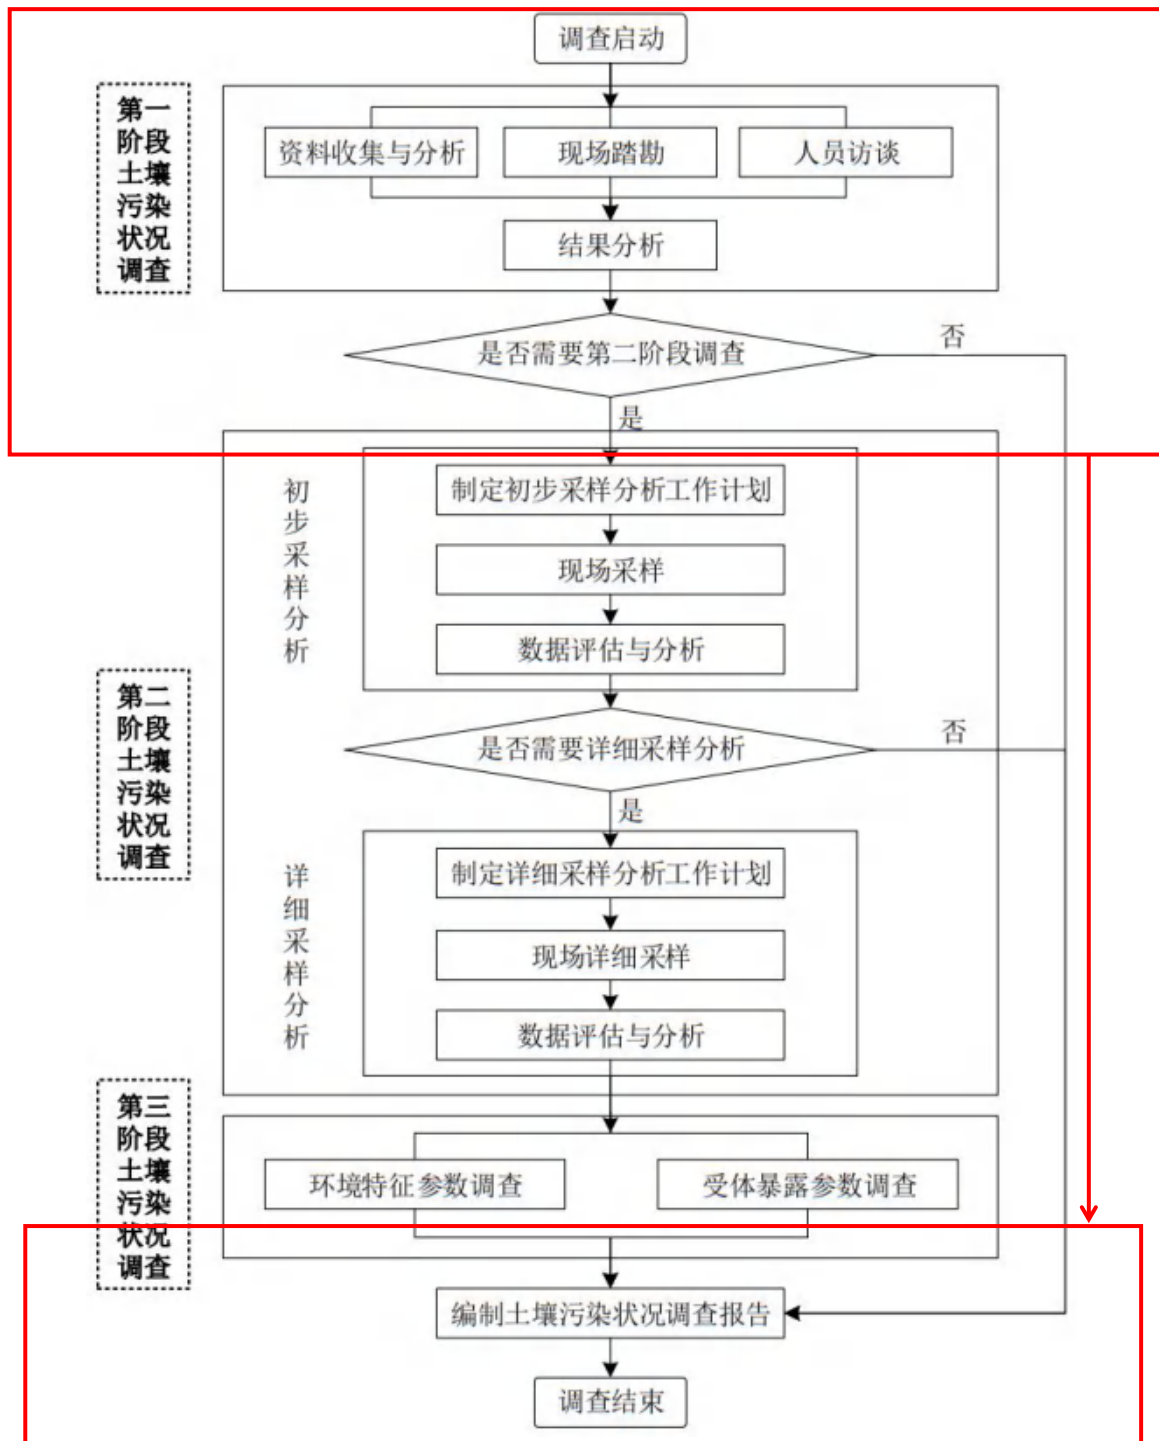 调查启动
第一
阶段
土壤
污染
状况
调查
资料收集与分析
现场踏勘
人员访谈
结果分析
是否需要第二阶段调查
否
是
初
步
采
样
分
析
制定初步采样分析工作计划
现场采样
数据评估与分析
第二
阶段
土壤
污染
状况
调查
是否需要详细采样分析
否
是
详
细
采
样
分
析
制定详细采样分析工作计划
现场详细采样
数据评估与分析
第三
阶段
土壤
污染
状况
调查
环境特征参数调查
受体暴露参数调查
编制土壤污染状况调查报告
调查结束